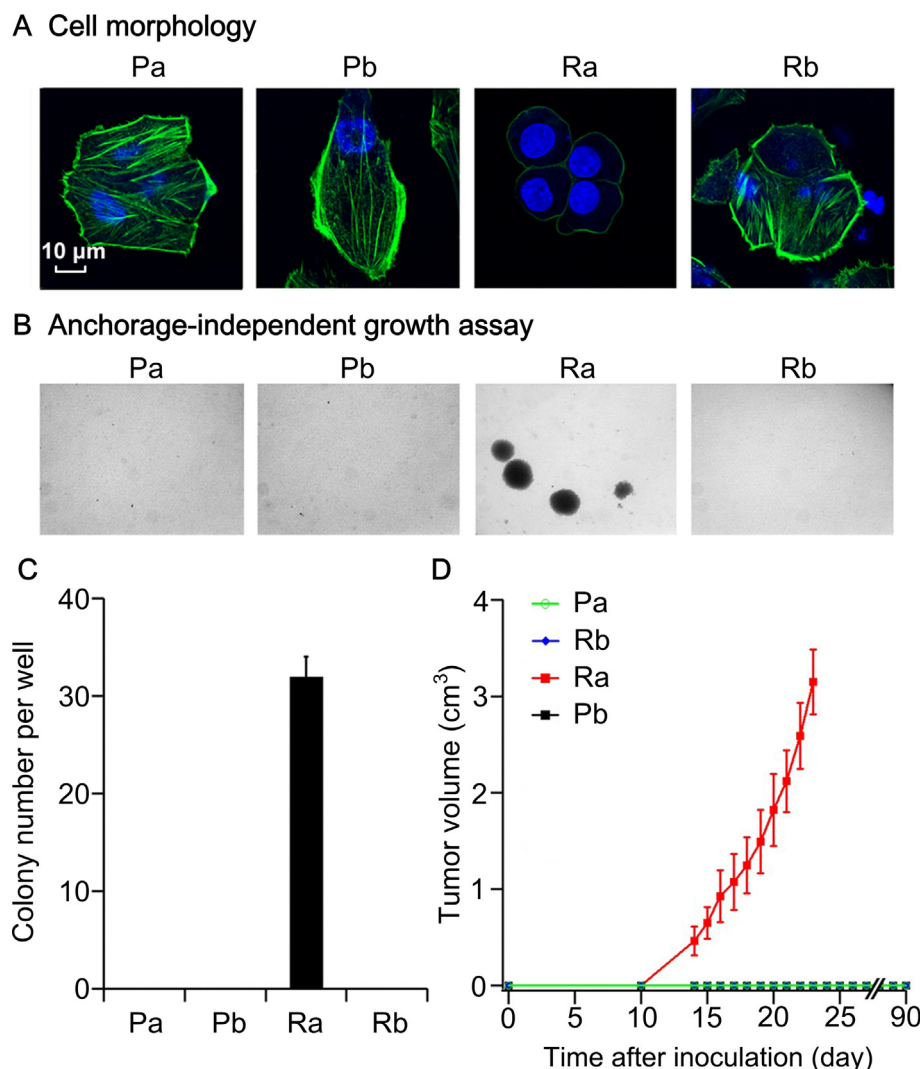 A Cell morphology
Pa Pb Ra Rb
10 μm
B Anchorage-independent growth assay
Pa Pb Ra Rb
C
Colony number per well
40
30
20
10
0
Pa Pb Ra Rb
D
Tumor volume (cm³)
4
3
2
1
0
Pa
Rb
Ra
Pb
0 5 10 15 20 90
Time after inoculation (day)